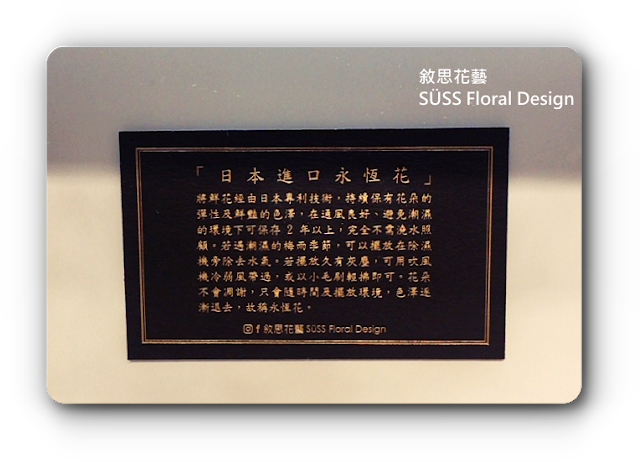 敘思花藝
SÜSS Floral Design
「日本進口永恆花」
將鮮花經由日本專利技術，持續保有花朵的
彈性及鮮豔的色澤，在通風良好、避免潮濕
的環境下可保存 2 年以上，完全不需澆水照
顧。若遇潮濕的梅雨季節，可以擺放在除濕
機旁除去水氣。若擺放久有灰塵，可用吹風
機冷弱風帶過，或以小毛刷輕拂即可。花朵
不會凋謝，只會隨時間及擺放環境，色澤逐
漸退去，故稱永恆花。
f 敘思花藝 SÜSS Floral Design